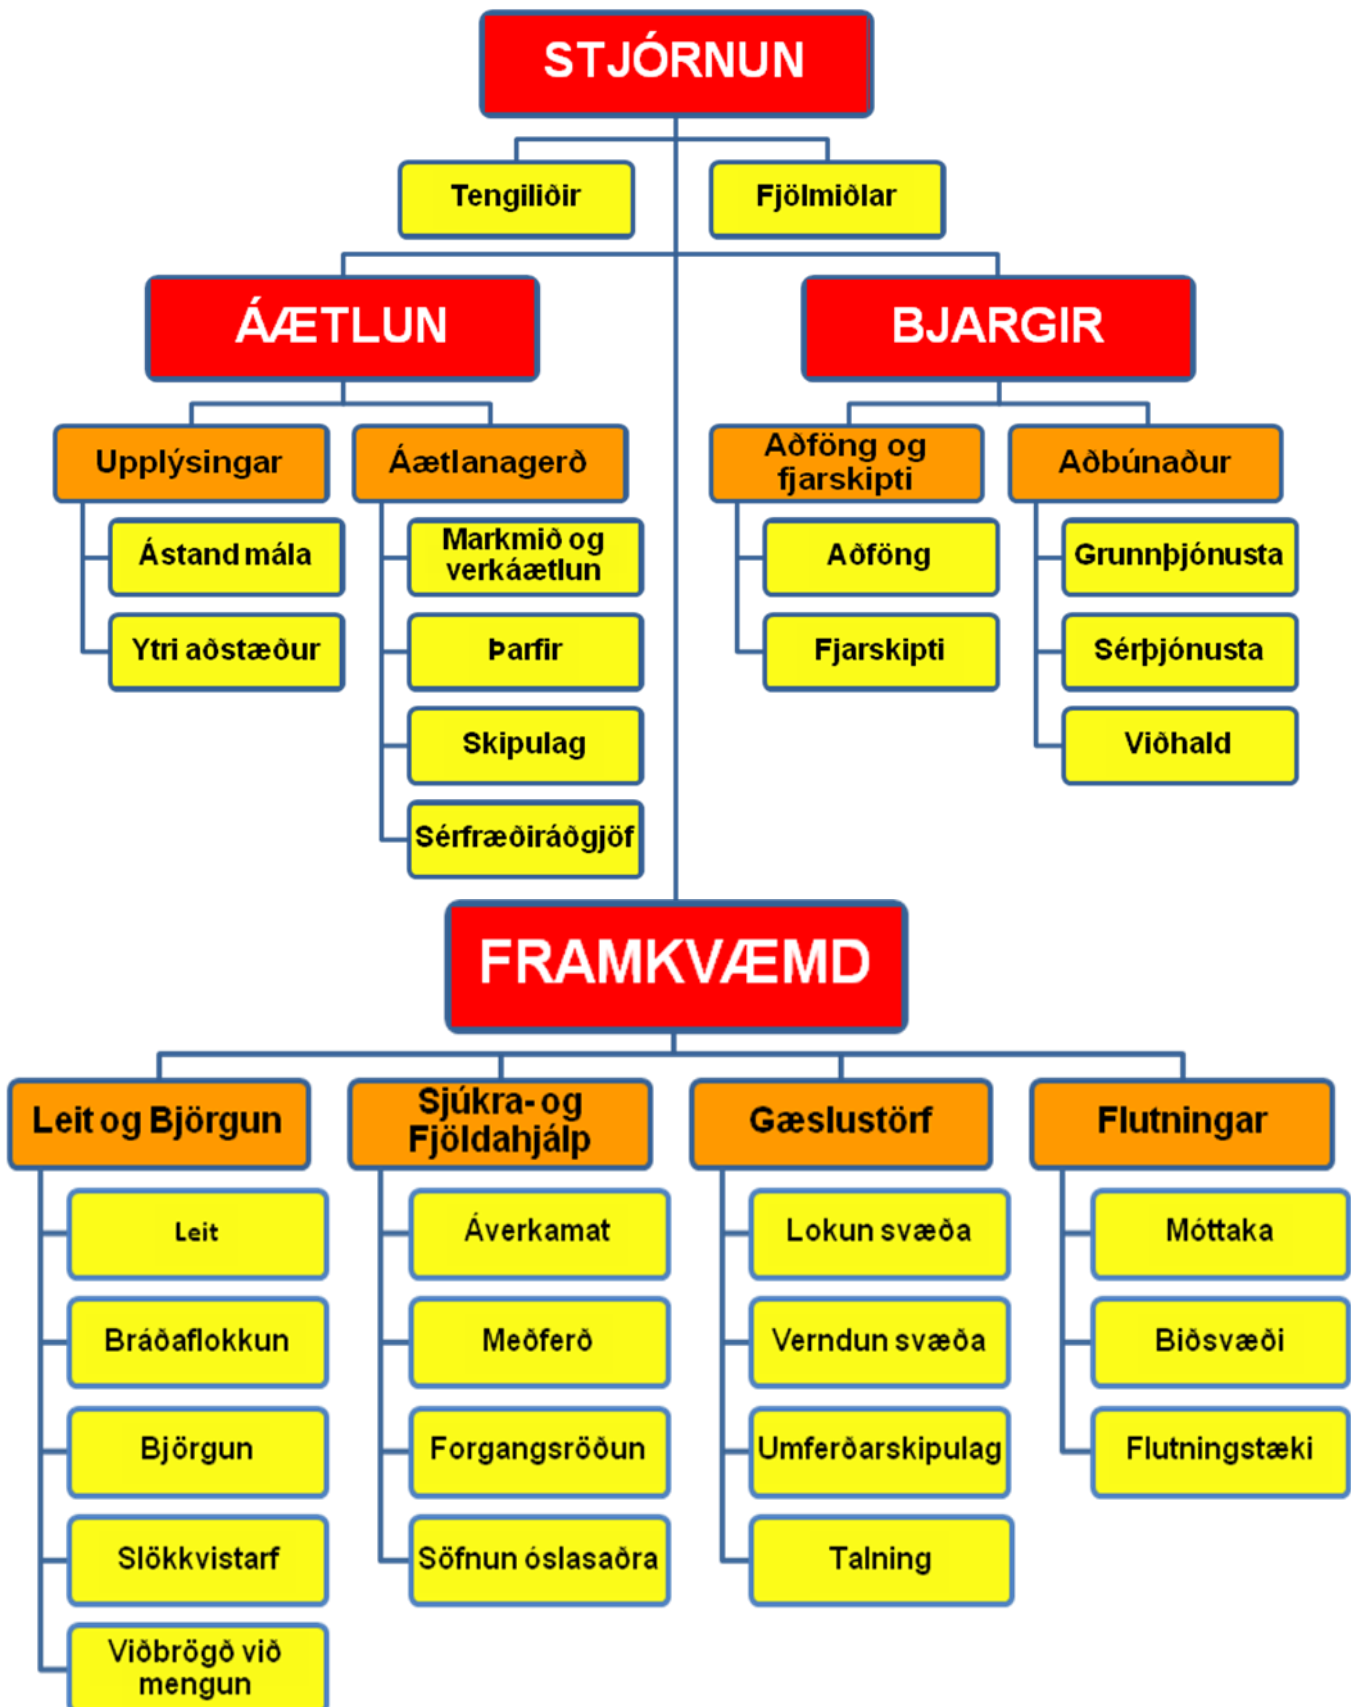 STJÓRNUN
Tengiliðir
Fjölmiðlar
ÁÆTLUN
BJARGIR
Upplýsingar
Áætlanagerð
Aðföng og
fjarskipti
Aðbúnaður
Ástand mála
Markmið og
verkáætlun
Aðföng
Grunnþjónusta
Ytri aðstæður
Þarfir
Fjarskipti
Sérþjónusta
Skipulag
Viðhald
Sérfræðiráðgjöf
FRAMKVÆMD
Leit og Björgun
Sjúkra- og
Fjöldahjálp
Gæslustörf
Flutningar
Leit
Áverkamat
Lokun svæða
Móttaka
Bráðaflokkun
Meðferð
Verndun svæða
Biðsvæði
Björgun
Forgangsröðun
Umferðarskipulag
Flutningstæki
Slökkvistarf
Söfnun óslasaðra
Talning
Viðbrögð við
mengun